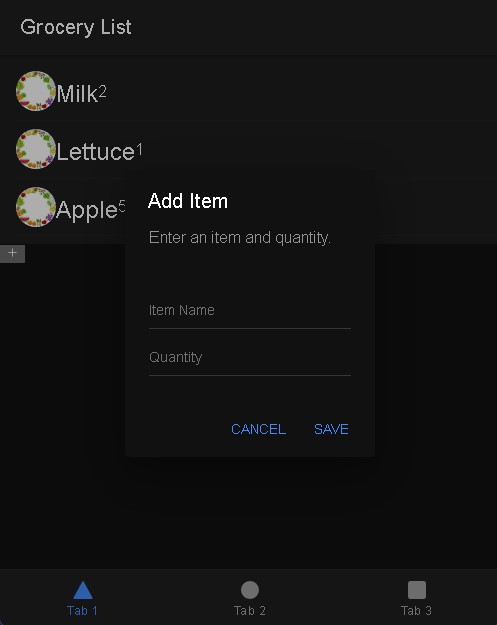 Grocery List
Milk2
Lettuce1
Apple5
+
Add Item
Enter an item and quantity.
Item Name
Quantity
CANCEL SAVE
Tab 1 Tab 2 Tab 3